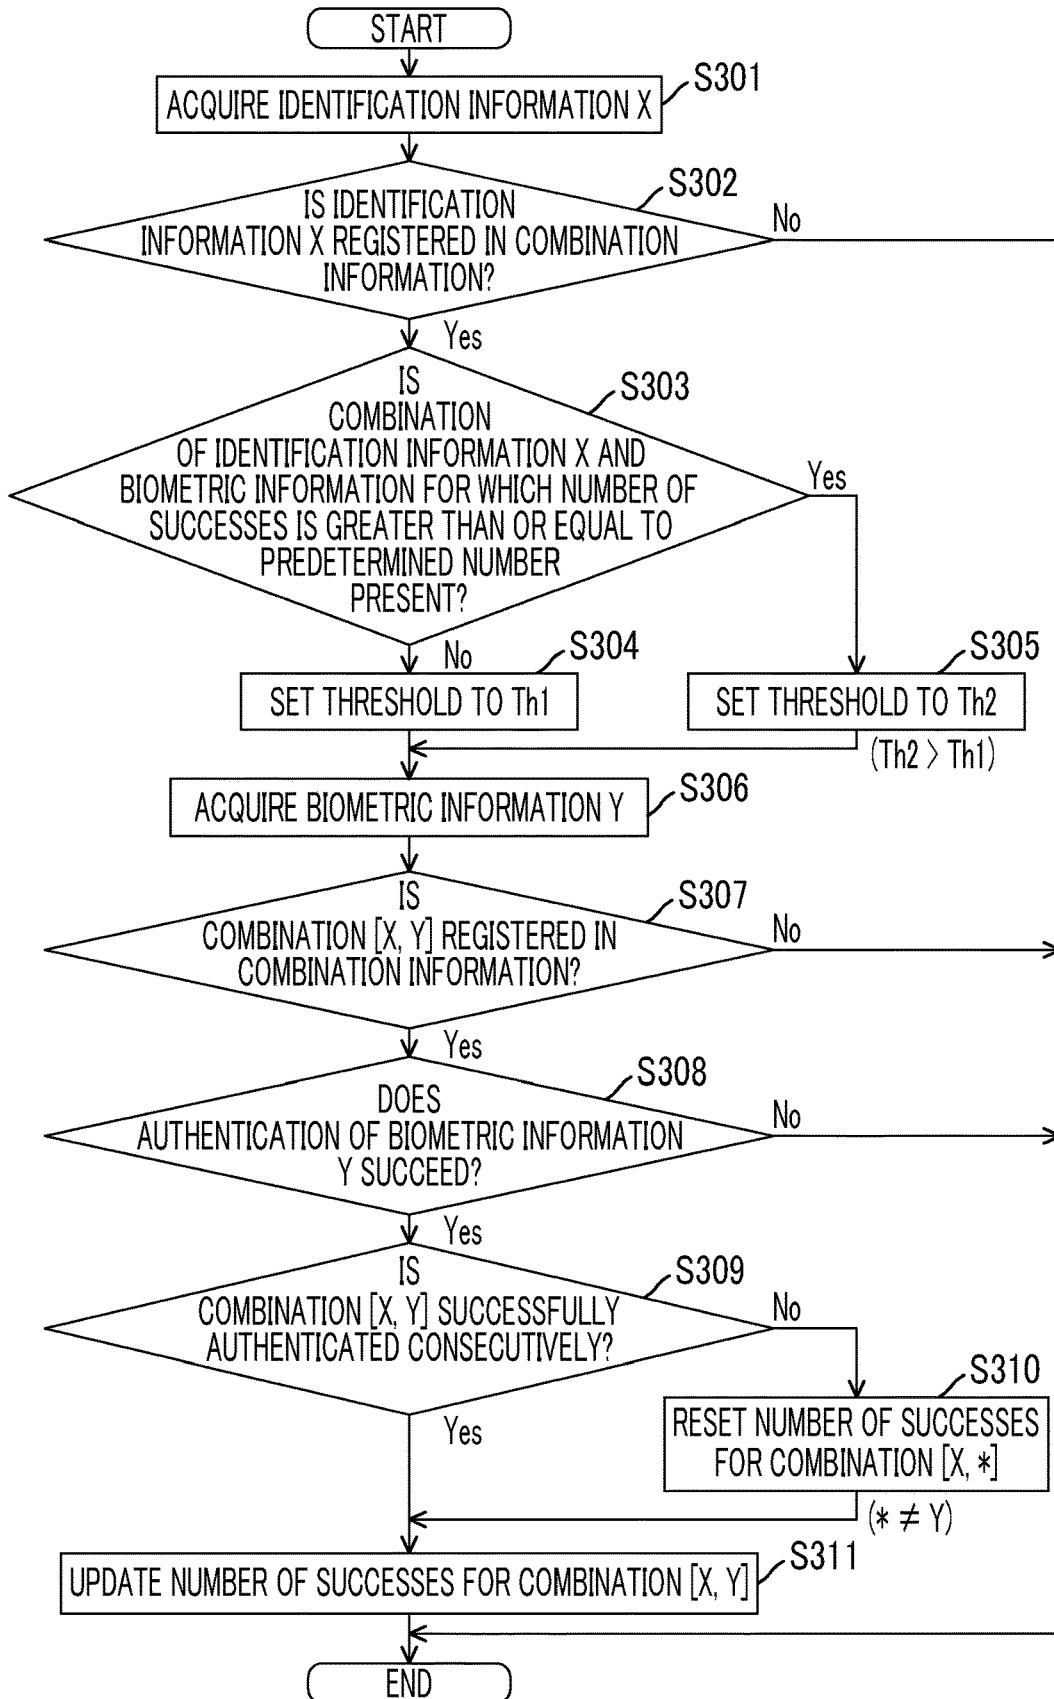 START
S301
ACQUIRE IDENTIFICATION INFORMATION X
S302
IS IDENTIFICATION
INFORMATION X REGISTERED IN COMBINATION
INFORMATION?
No
Yes
S303
IS
COMBINATION
OF IDENTIFICATION INFORMATION X AND
BIOMETRIC INFORMATION FOR WHICH NUMBER OF
SUCCESSES IS GREATER THAN OR EQUAL TO
PREDETERMINED NUMBER
PRESENT?
Yes
No
S304
SET THRESHOLD TO Th1
S305
SET THRESHOLD TO Th2
(Th2 > Th1)
S306
ACQUIRE BIOMETRIC INFORMATION Y
S307
IS
COMBINATION [X, Y] REGISTERED IN
COMBINATION INFORMATION?
No
Yes
S308
DOES
AUTHENTICATION OF BIOMETRIC INFORMATION
Y SUCCEED?
No
Yes
S309
IS
COMBINATION [X, Y] SUCCESSFULLY
AUTHENTICATED CONSECUTIVELY?
No
Yes
S310
RESET NUMBER OF SUCCESSES
FOR COMBINATION [X, *]
(* ≠ Y)
S311
UPDATE NUMBER OF SUCCESSES FOR COMBINATION [X, Y]
END